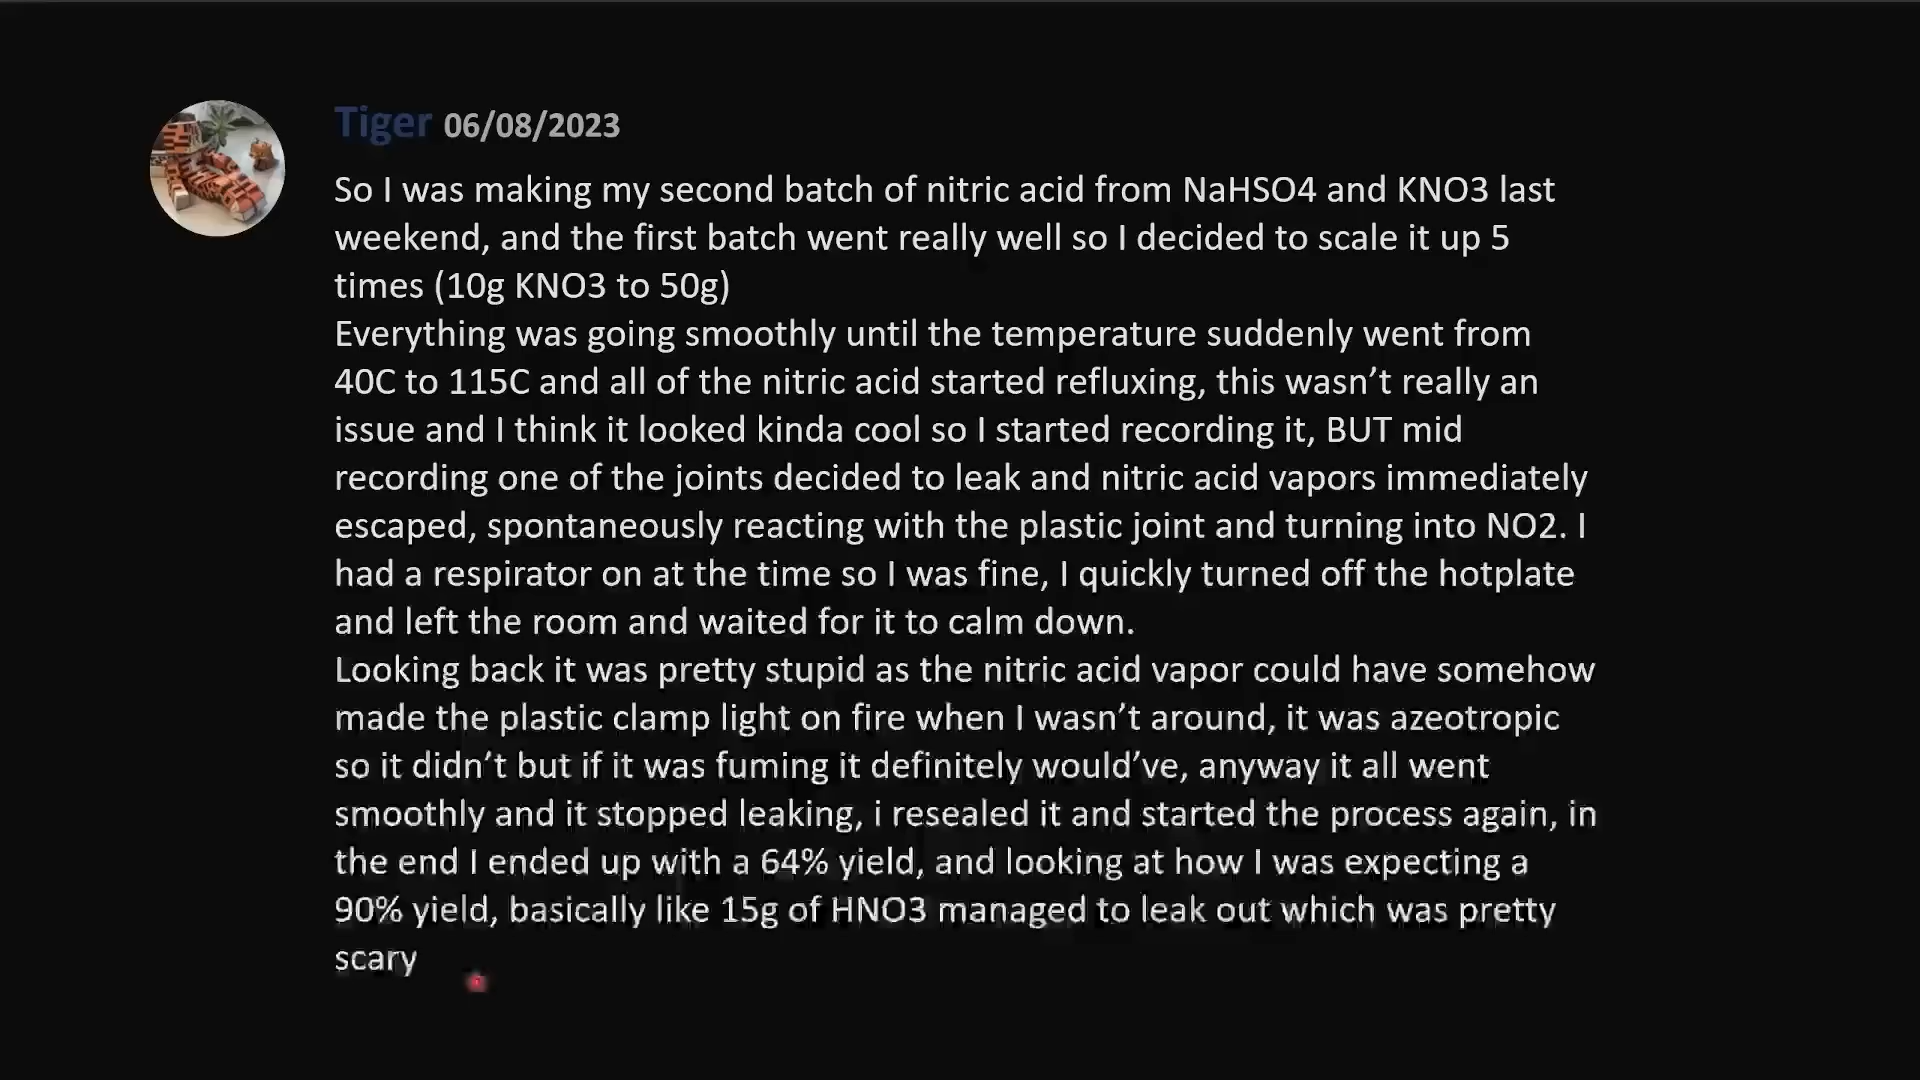 Tiger 06/08/2023
So I was making my second batch of nitric acid from NaHSO4 and KNO3 last
weekend, and the first batch went really well so I decided to scale it up 5
times (10g KNO3 to 50g)
Everything was going smoothly until the temperature suddenly went from
40C to 115C and all of the nitric acid started refluxing, this wasn’t really an
issue and I think it looked kinda cool so I started recording it, BUT mid
recording one of the joints decided to leak and nitric acid vapors immediately
escaped, spontaneously reacting with the plastic joint and turning into NO2. I
had a respirator on at the time so I was fine, I quickly turned off the hotplate
and left the room and waited for it to calm down.
Looking back it was pretty stupid as the nitric acid vapor could have somehow
made the plastic clamp light on fire when I wasn’t around, it was azeotropic
so it didn’t but if it was fuming it definitely would’ve, anyway it all went
smoothly and it stopped leaking, i resealed it and started the process again, in
the end I ended up with a 64% yield, and looking at how I was expecting a
90% yield, basically like 15g of HNO3 managed to leak out which was pretty
scary